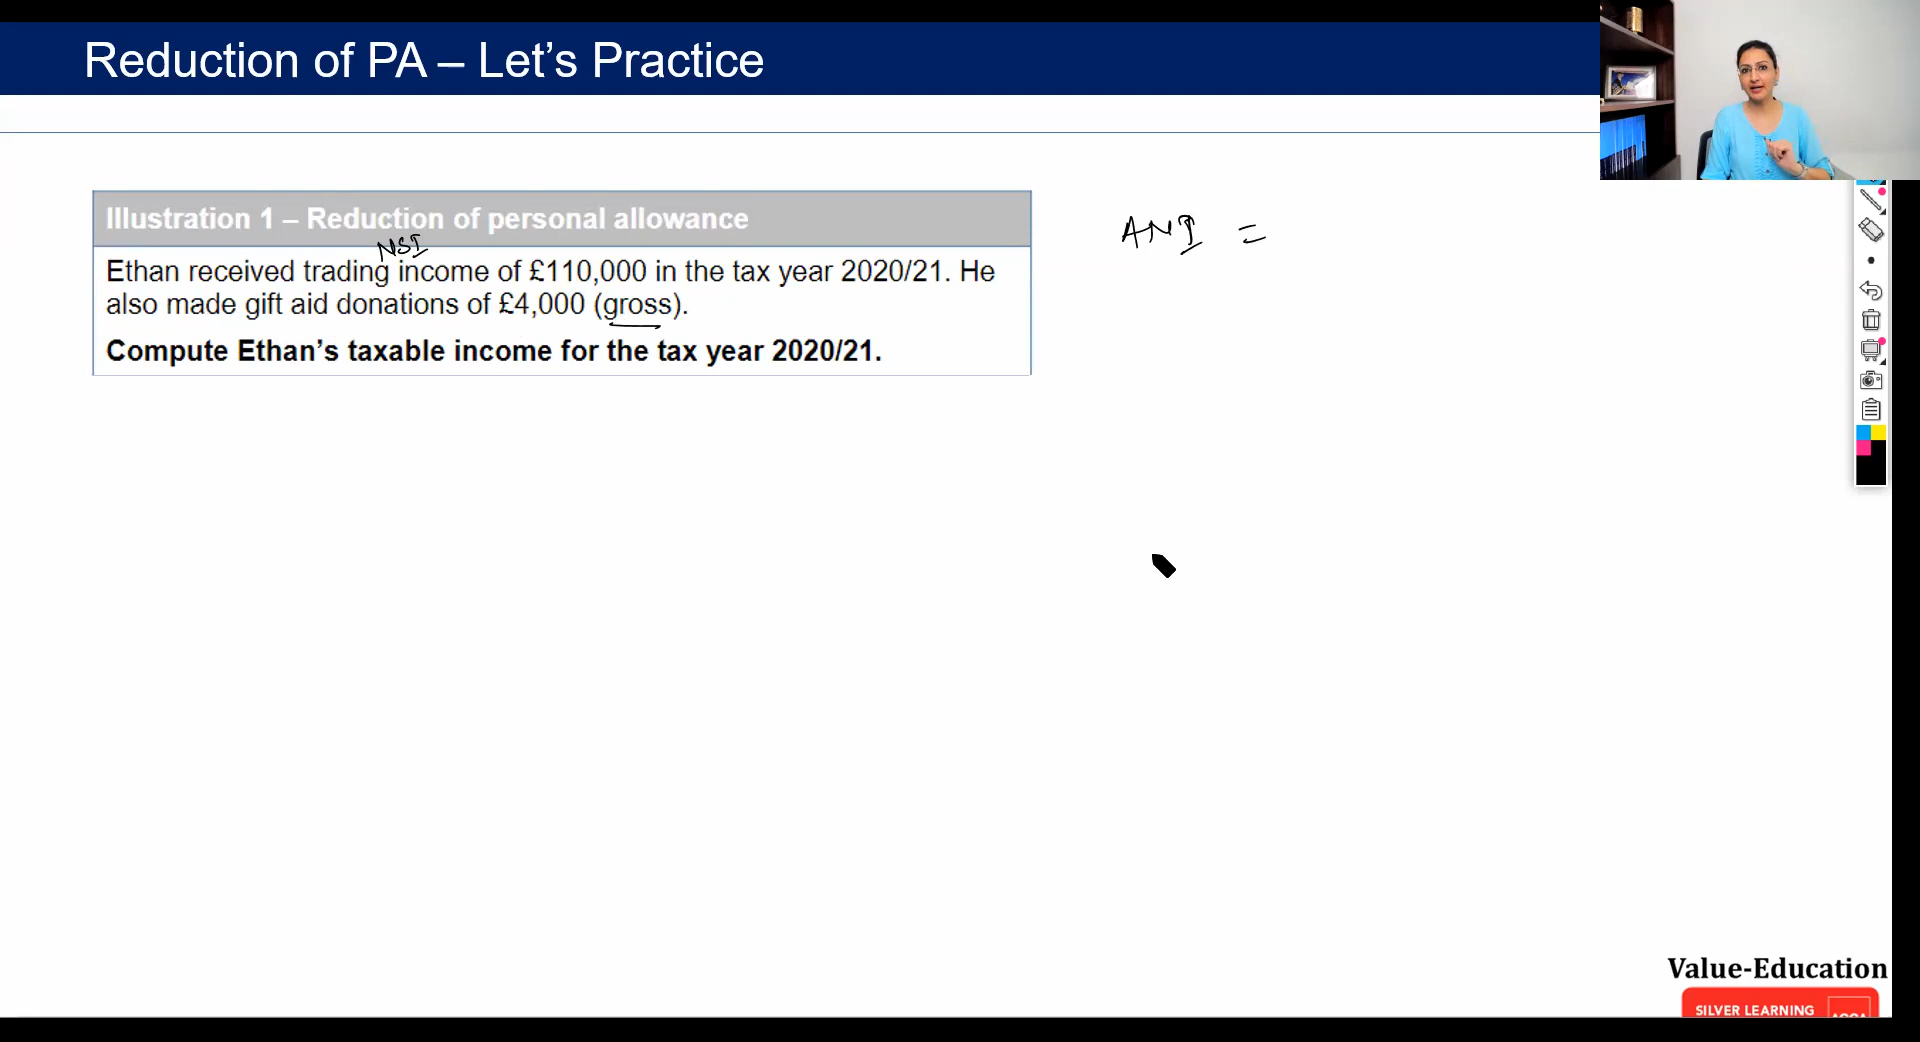 Reduction of PA – Let's Practice
Illustration 1 – Reduction of personal allowance
NSI
Ethan received trading income of £110,000 in the tax year 2020/21. He
also made gift aid donations of £4,000 (gross).
Compute Ethan's taxable income for the tax year 2020/21.
ANI =
Value-Education
SILVER LEARNING
ACCA